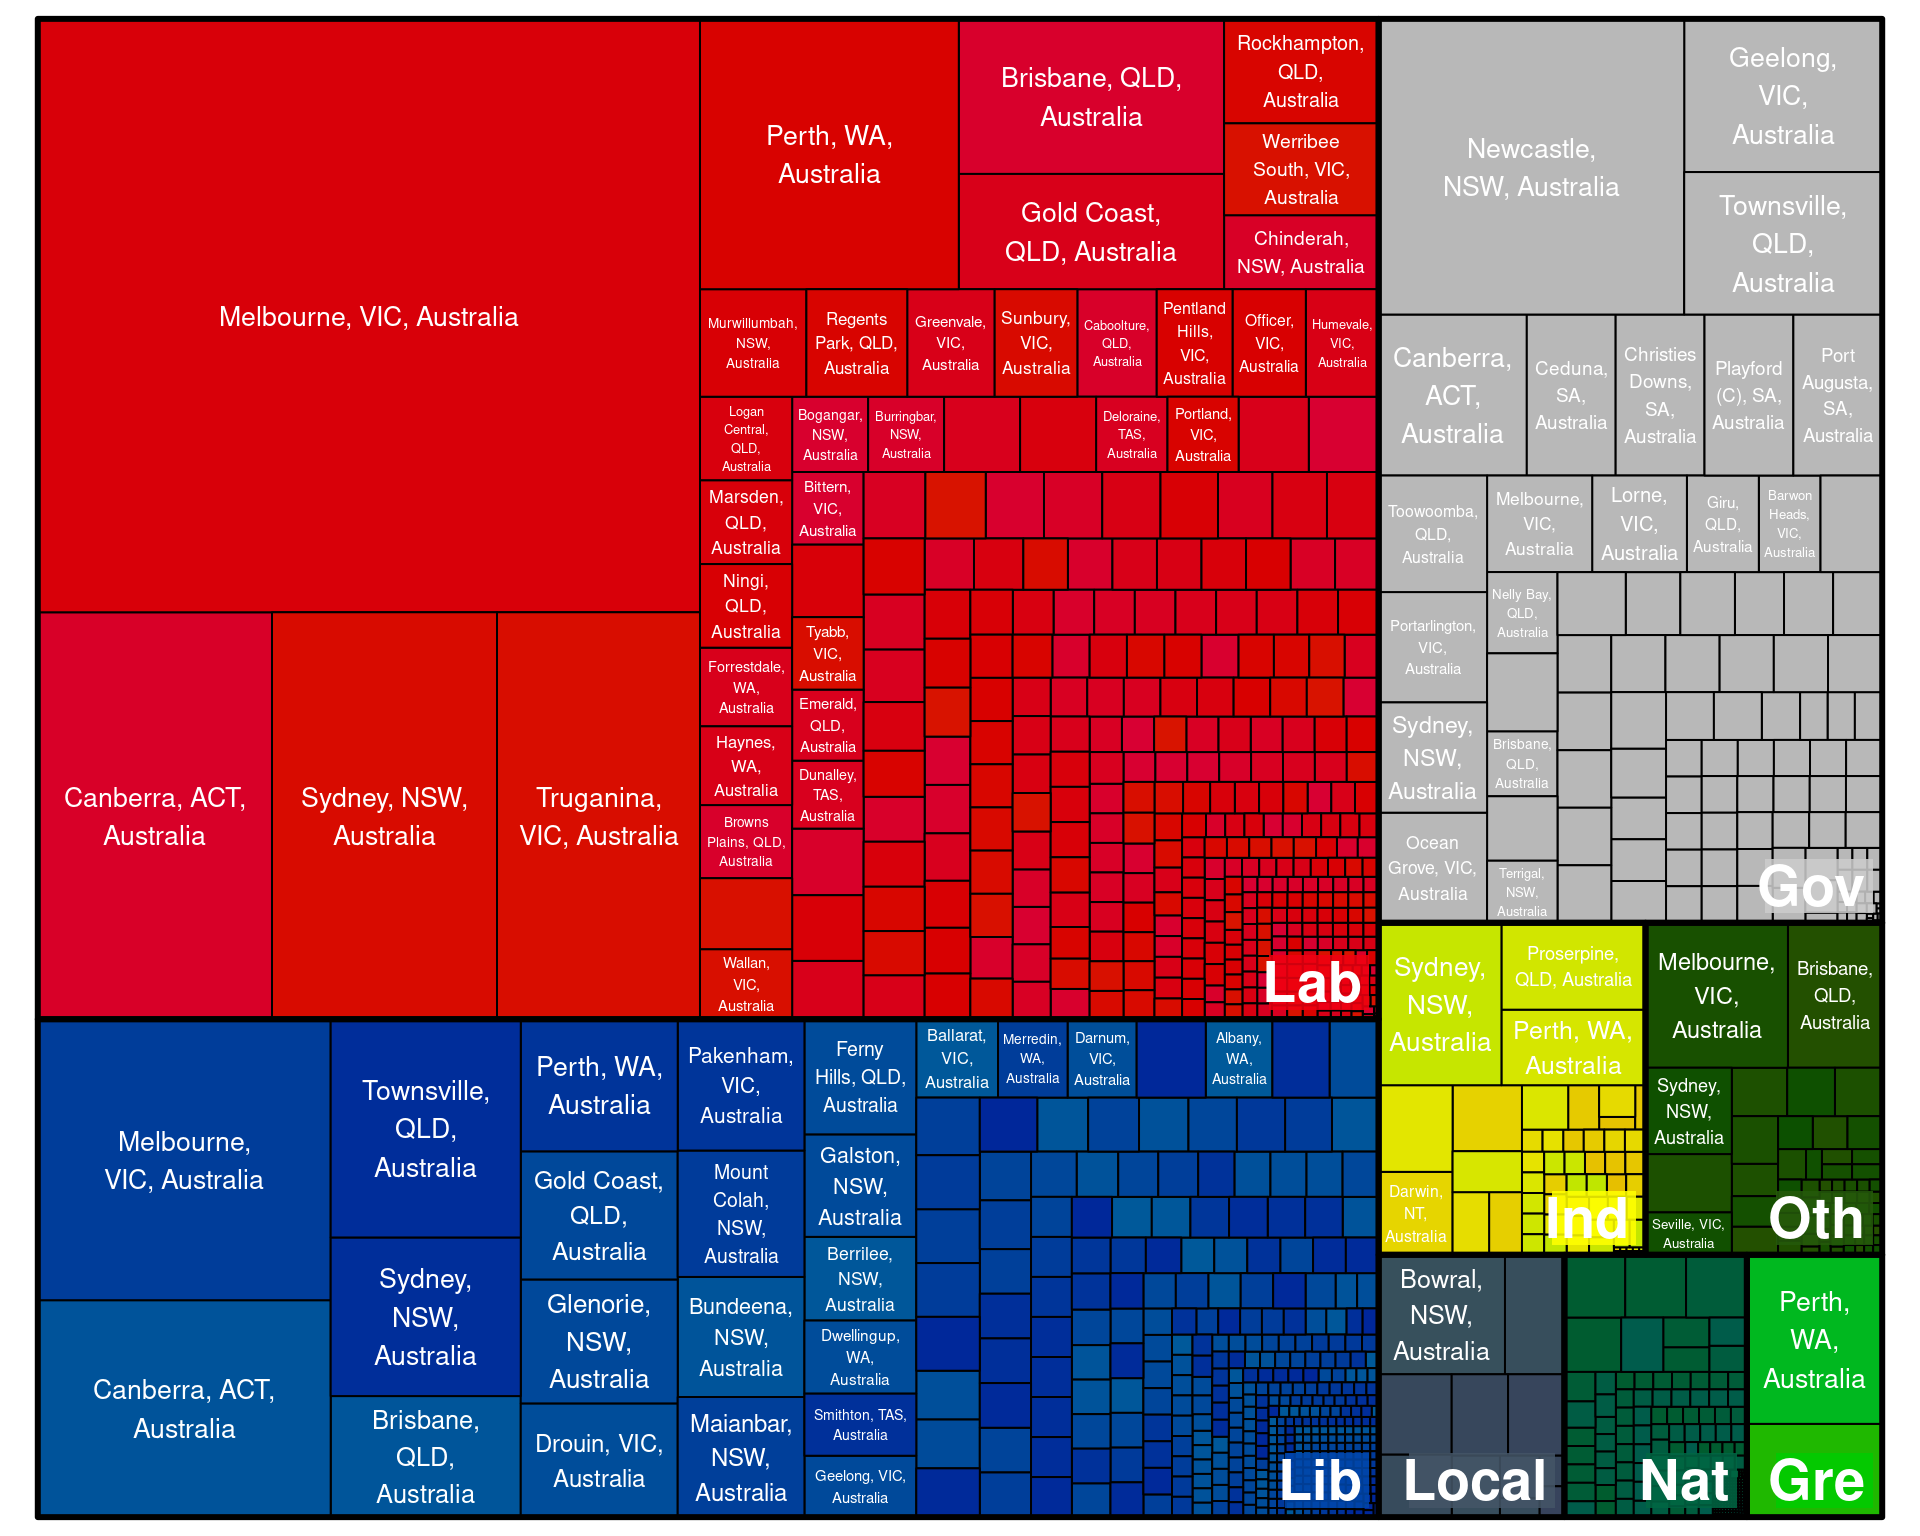 Melbourne, VIC, Australia
Canberra, ACT,
Australia
Sydney, NSW,
Australia
Truganina,
VIC, Australia
Perth, WA,
Australia
Brisbane, QLD,
Australia
Gold Coast,
QLD, Australia
Rockhampton,
QLD,
Australia
Werribee
South, VIC,
Australia
Chinderah,
NSW, Australia
Murwillumbah,
NSW,
Australia
Regents
Park, QLD,
Australia
Greenvale,
VIC,
Australia
Sunbury,
VIC,
Australia
Caboolture,
QLD,
Australia
Pentland
Hills,
VIC,
Australia
Officer,
VIC,
Australia
Humevale,
VIC,
Australia
Logan
Central,
QLD,
Australia
Marsden,
QLD,
Australia
Ningi,
QLD,
Australia
Forrestdale,
WA,
Australia
Haynes,
WA,
Australia
Browns
Plains, QLD,
Australia
Wallan,
VIC,
Australia
Bogangar,
NSW,
Australia
Burringbar,
NSW,
Australia
Deloraine,
TAS,
Australia
Portland,
VIC,
Australia
Bittern,
VIC,
Australia
Tyabb,
VIC,
Australia
Emerald,
QLD,
Australia
Dunalley,
TAS,
Australia
Lab
Newcastle,
NSW, Australia
Geelong,
VIC,
Australia
Townsville,
QLD,
Australia
Canberra,
ACT,
Australia
Ceduna,
SA,
Australia
Christies
Downs,
SA,
Australia
Playford
(C), SA,
Australia
Port
Augusta,
SA,
Australia
Toowoomba,
QLD,
Australia
Portarlington,
VIC,
Australia
Sydney,
NSW,
Australia
Ocean
Grove, VIC,
Australia
Melbourne,
VIC,
Australia
Lorne,
VIC,
Australia
Giru,
QLD,
Australia
Barwon
Heads,
VIC,
Australia
Nelly Bay,
QLD,
Australia
Brisbane,
QLD,
Australia
Terrigal,
NSW,
Australia
Gov
Sydney,
NSW,
Australia
Proserpine,
QLD, Australia
Perth, WA,
Australia
Darwin,
NT,
Australia
Ind
Melbourne,
VIC,
Australia
Brisbane,
QLD,
Australia
Sydney,
NSW,
Australia
Seville, VIC,
Australia
Oth
Melbourne,
VIC, Australia
Canberra, ACT,
Australia
Townsville,
QLD,
Australia
Sydney,
NSW,
Australia
Brisbane,
QLD,
Australia
Perth, WA,
Australia
Gold Coast,
QLD,
Australia
Glenorie,
NSW,
Australia
Drouin, VIC,
Australia
Pakenham,
VIC,
Australia
Mount
Colah,
NSW,
Australia
Bundeena,
NSW,
Australia
Maianbar,
NSW,
Australia
Ferny
Hills, QLD,
Australia
Galston,
NSW,
Australia
Berrilee,
NSW,
Australia
Dwellingup,
WA,
Australia
Smithton, TAS,
Australia
Geelong, VIC,
Australia
Ballarat,
VIC,
Australia
Merredin,
WA,
Australia
Darnum,
VIC,
Australia
Albany,
WA,
Australia
Lib
Bowral,
NSW,
Australia
Local
Nat
Perth,
WA,
Australia
Gre